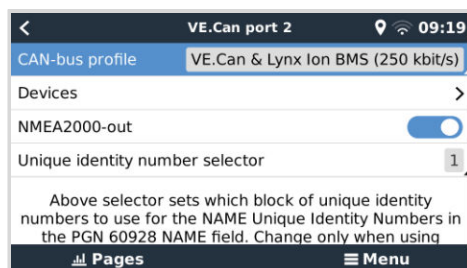 VE.Can port 2 09:19
CAN-bus profile VE.Can & Lynx Ion BMS (250 kbit/s)
Devices
NMEA2000-out
Unique identity number selector 1
Above selector sets which block of unique identity
numbers to use for the NAME Unique Identity Numbers in
the PGN 60928 NAME field. Change only when using
Pages Menu